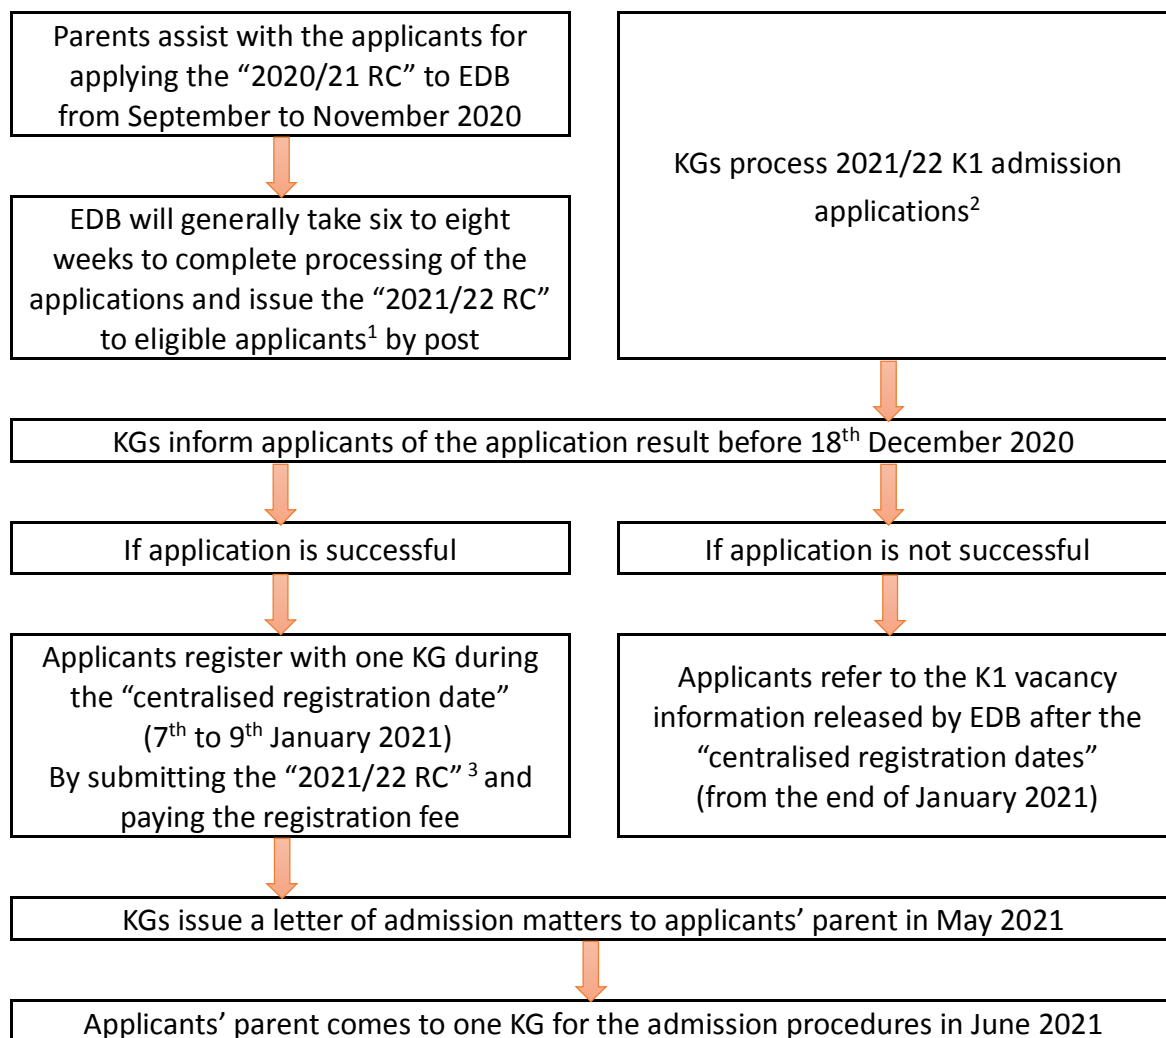 Parents assist with the applicants for
applying the “2020/21 RC” to EDB
from September to November 2020
EDB will generally take six to eight
weeks to complete processing of the
applications and issue the “2021/22 RC”
to eligible applicants1 by post
KGs process 2021/22 K1 admission
applications2
KGs inform applicants of the application result before 18th December 2020
If application is successful
If application is not successful
Applicants register with one KG during
the “centralised registration date”
(7th to 9th January 2021)
By submitting the “2021/22 RC” 3 and
paying the registration fee
Applicants refer to the K1 vacancy
information released by EDB after the
“centralised registration dates”
(from the end of January 2021)
KGs issue a letter of admission matters to applicants’ parent in May 2021
Applicants’ parent comes to one KG for the admission procedures in June 2021